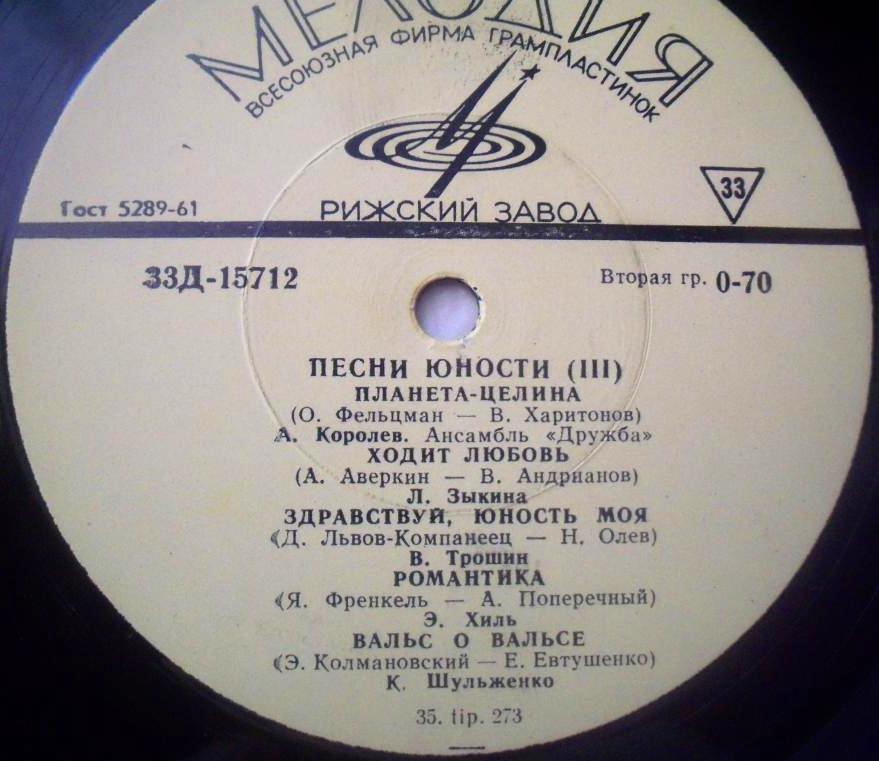 МЕЛОДИЯ
ВСЕСОЮЗНАЯ ФИРМА ГРАМПЛАСТИНОК
33
Гост 5289-61
РИЖСКИЙ ЗАВОД
33Д-15712
Вторая гр. 0-70
ПЕСНИ ЮНОСТИ (III)
ПЛАНЕТА-ЦЕЛИНА
(О. Фельцман — В. Харитонов)
А. Королев. Ансамбль «Дружба»
ХОДИТ ЛЮБОВЬ
(А. Аверкин — В. Андрианов)
Л. Зыкина
ЗДРАВСТВУЙ, ЮНОСТЬ МОЯ
(Д. Львов-Компанеец — Н. Олев)
В. Трошин
РОМАНТИКА
(Я. Френкель — А. Поперечный)
Э. Хиль
ВАЛЬС О ВАЛЬСЕ
(Э. Колмановский — Е. Евтушенко)
К. Шульженко
35. tip. 273